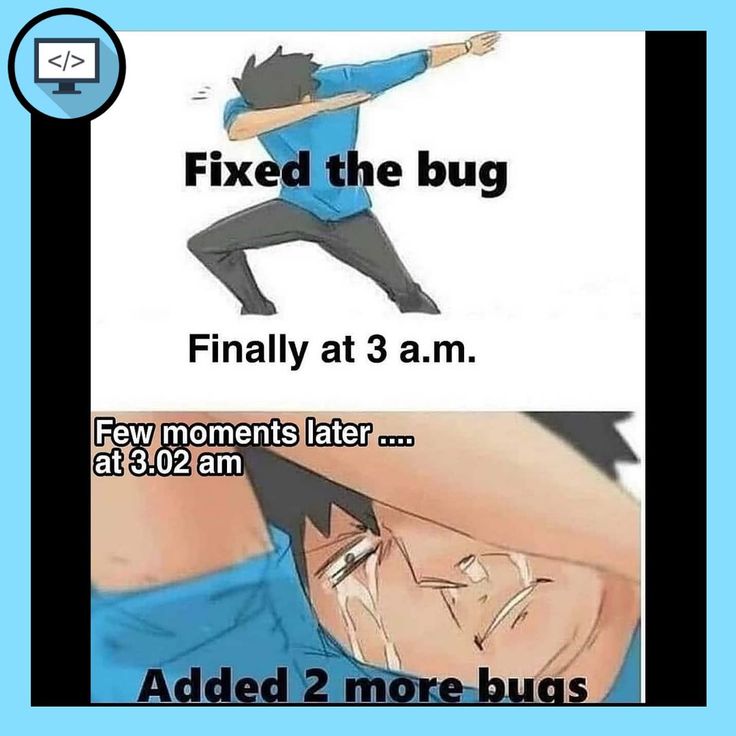 </>
Fixed the bug
Finally at 3 a.m.
Few moments later ....
at 3.02 am
Added 2 more bugs